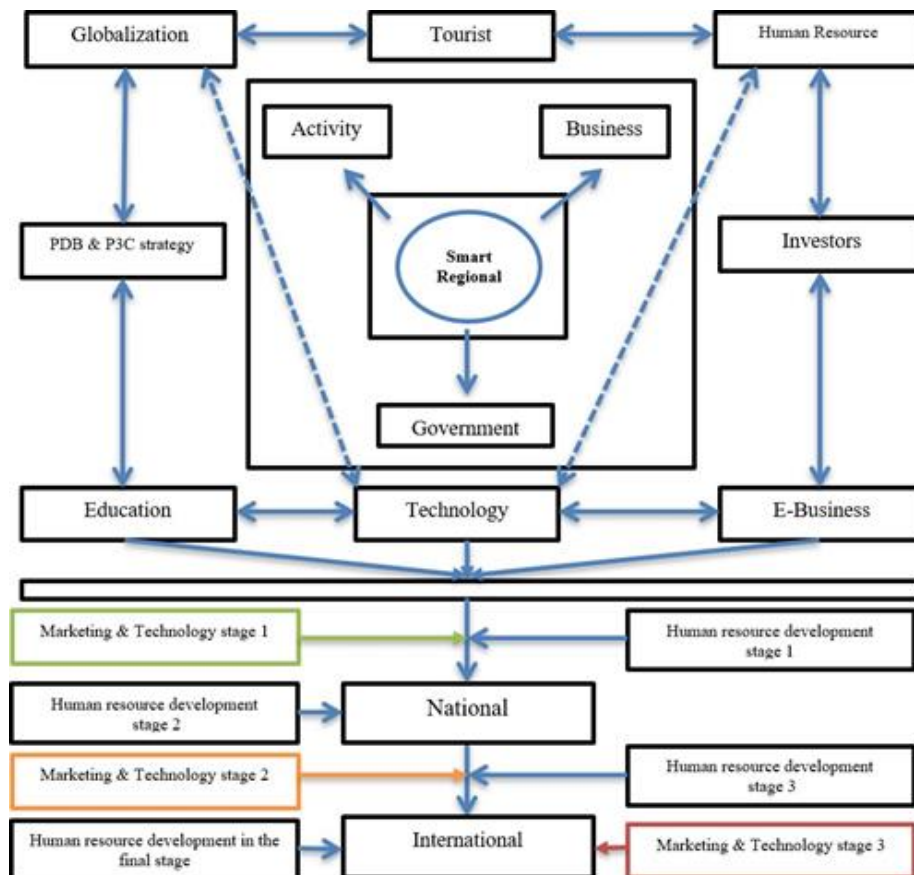 Globalization
Tourist
Human Resource
Activity
Business
PDB & P3C strategy
Smart
Regional
Investors
Government
Education
Technology
E-Business
Marketing & Technology stage 1
Human resource development
stage 1
Human resource development
stage 2
National
Marketing & Technology stage 2
Human resource development
stage 3
Human resource development in the
final stage
International
Marketing & Technology stage 3